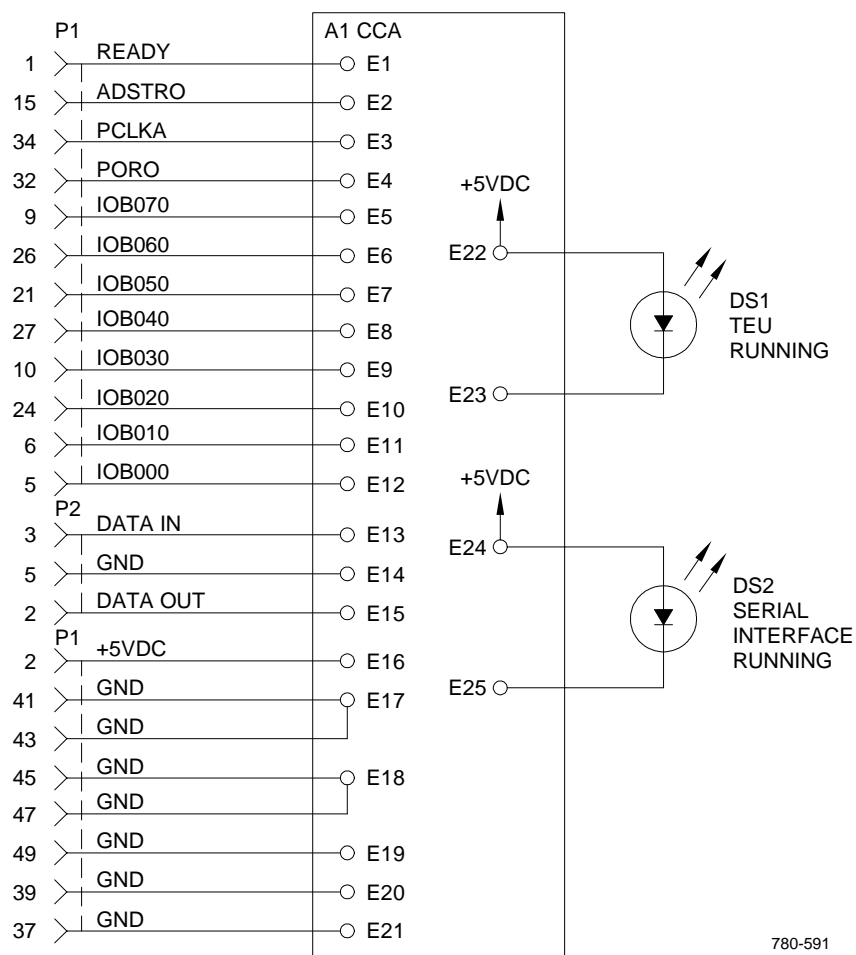 P1 A1 CCA
1 READY E1
15 ADSTRO E2
34 PCLKA E3
32 PORO E4
9 IOB070 E5
26 IOB060 E6
21 IOB050 E7
27 IOB040 E8
10 IOB030 E9
24 IOB020 E10
6 IOB010 E11
5 IOB000 E12
P2
3 DATA IN E13
5 GND E14
2 DATA OUT E15
P1
2 +5VDC E16
41 GND E17
43 GND
45 GND E18
47 GND
49 GND E19
39 GND E20
37 GND E21
+5VDC
E22
DS1
TEU
RUNNING
E23
+5VDC
E24
DS2
SERIAL
INTERFACE
RUNNING
E25
780-591